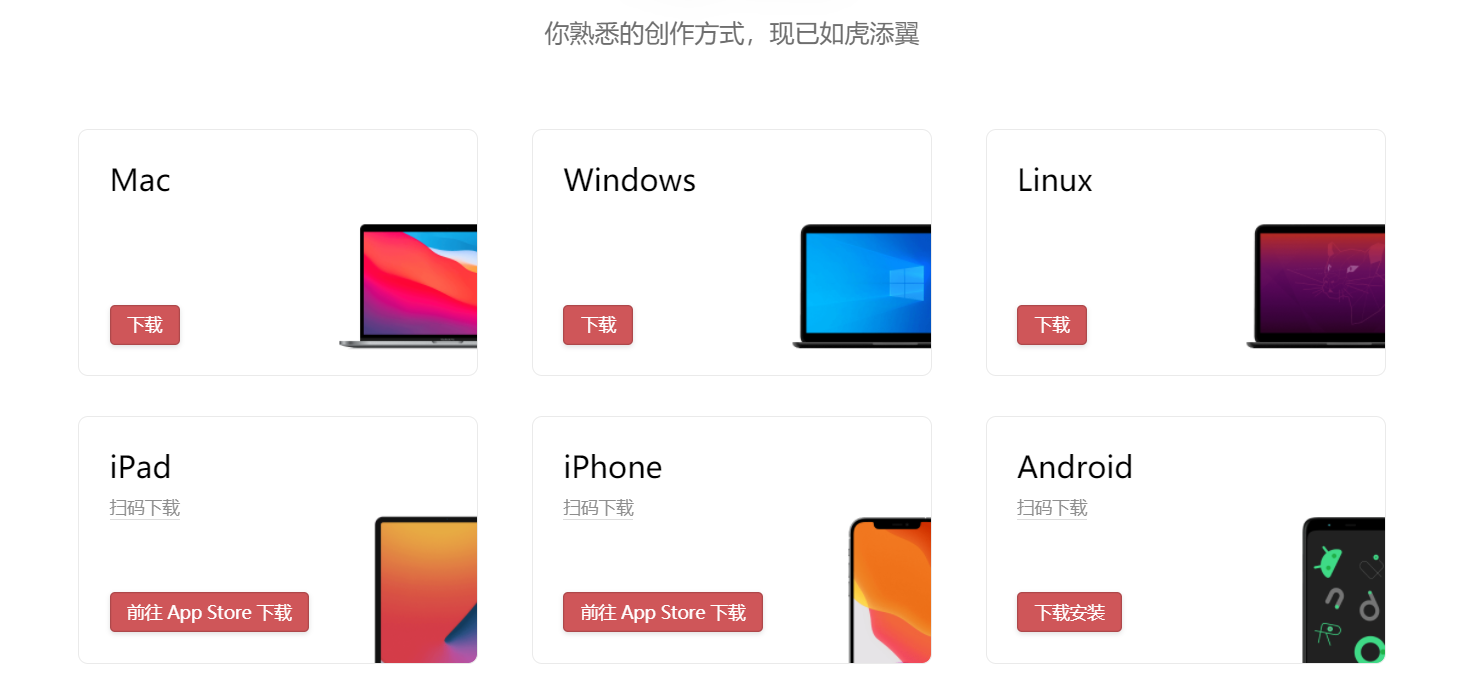 你熟悉的创作方式，现已如虎添翼
Mac
下载
Windows
下载
Linux
下载
iPad
扫码下载
前往 App Store 下载
iPhone
扫码下载
前往 App Store 下载
Android
扫码下载
下载安装